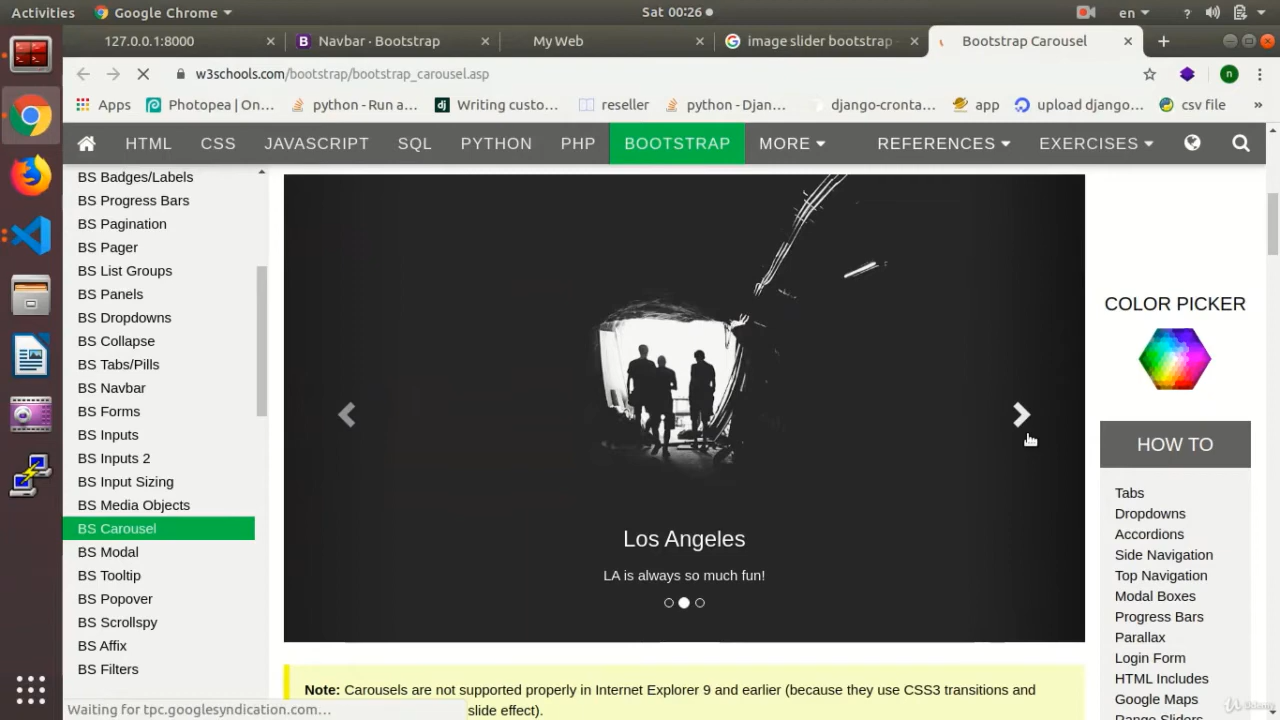 Activities Google Chrome Sat 00:26 en ?
127.0.0.1:8000 Navbar · Bootstrap My Web image slider bootstrap Bootstrap Carousel
w3schools.com/bootstrap/bootstrap_carousel.asp n
Apps Photopea | On... python - Run a... dj Writing custo... reseller python - Djan... django-cronta... app upload django... csv file »
HTML CSS JAVASCRIPT SQL PYTHON PHP BOOTSTRAP MORE REFERENCES EXERCISES
BS Badges/Labels
BS Progress Bars
BS Pagination
BS Pager
BS List Groups
BS Panels
BS Dropdowns
BS Collapse
BS Tabs/Pills
BS Navbar
BS Forms
BS Inputs
BS Inputs 2
BS Input Sizing
BS Media Objects
BS Carousel
BS Modal
BS Tooltip
BS Popover
BS Scrollspy
BS Affix
BS Filters
Los Angeles
LA is always so much fun!
Note: Carousels are not supported properly in Internet Explorer 9 and earlier (because they use CSS3 transitions and
slide effect).
COLOR PICKER
HOW TO
Tabs
Dropdowns
Accordions
Side Navigation
Top Navigation
Modal Boxes
Progress Bars
Parallax
Login Form
HTML Includes
Google Maps
Range Sliders
Waiting for tpc.googlesyndication.com...
Udemy